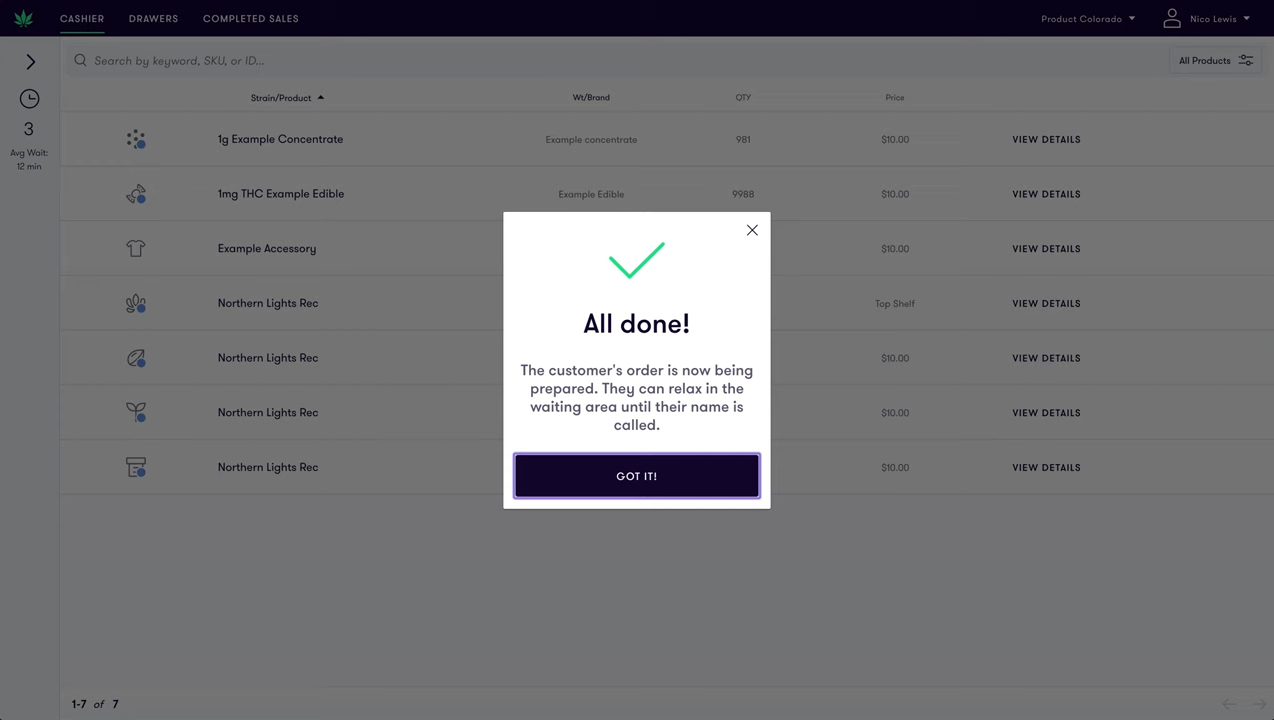 CASHIER DRAWERS COMPLETED SALES Product Colorado Nico Lewis
Search by keyword, SKU, or ID... All Products
3
Avg Wait:
12 min
Strain/Product Wt/Brand QTY Price
1g Example Concentrate Example concentrate 981 $10.00 VIEW DETAILS
1mg THC Example Edible Example Edible 9988 $10.00 VIEW DETAILS
Example Accessory $10.00 VIEW DETAILS
Northern Lights Rec Top Shelf VIEW DETAILS
Northern Lights Rec $10.00 VIEW DETAILS
Northern Lights Rec $10.00 VIEW DETAILS
Northern Lights Rec $10.00 VIEW DETAILS
All done!
The customer's order is now being
prepared. They can relax in the
waiting area until their name is
called.
GOT IT!
1-7 of 7